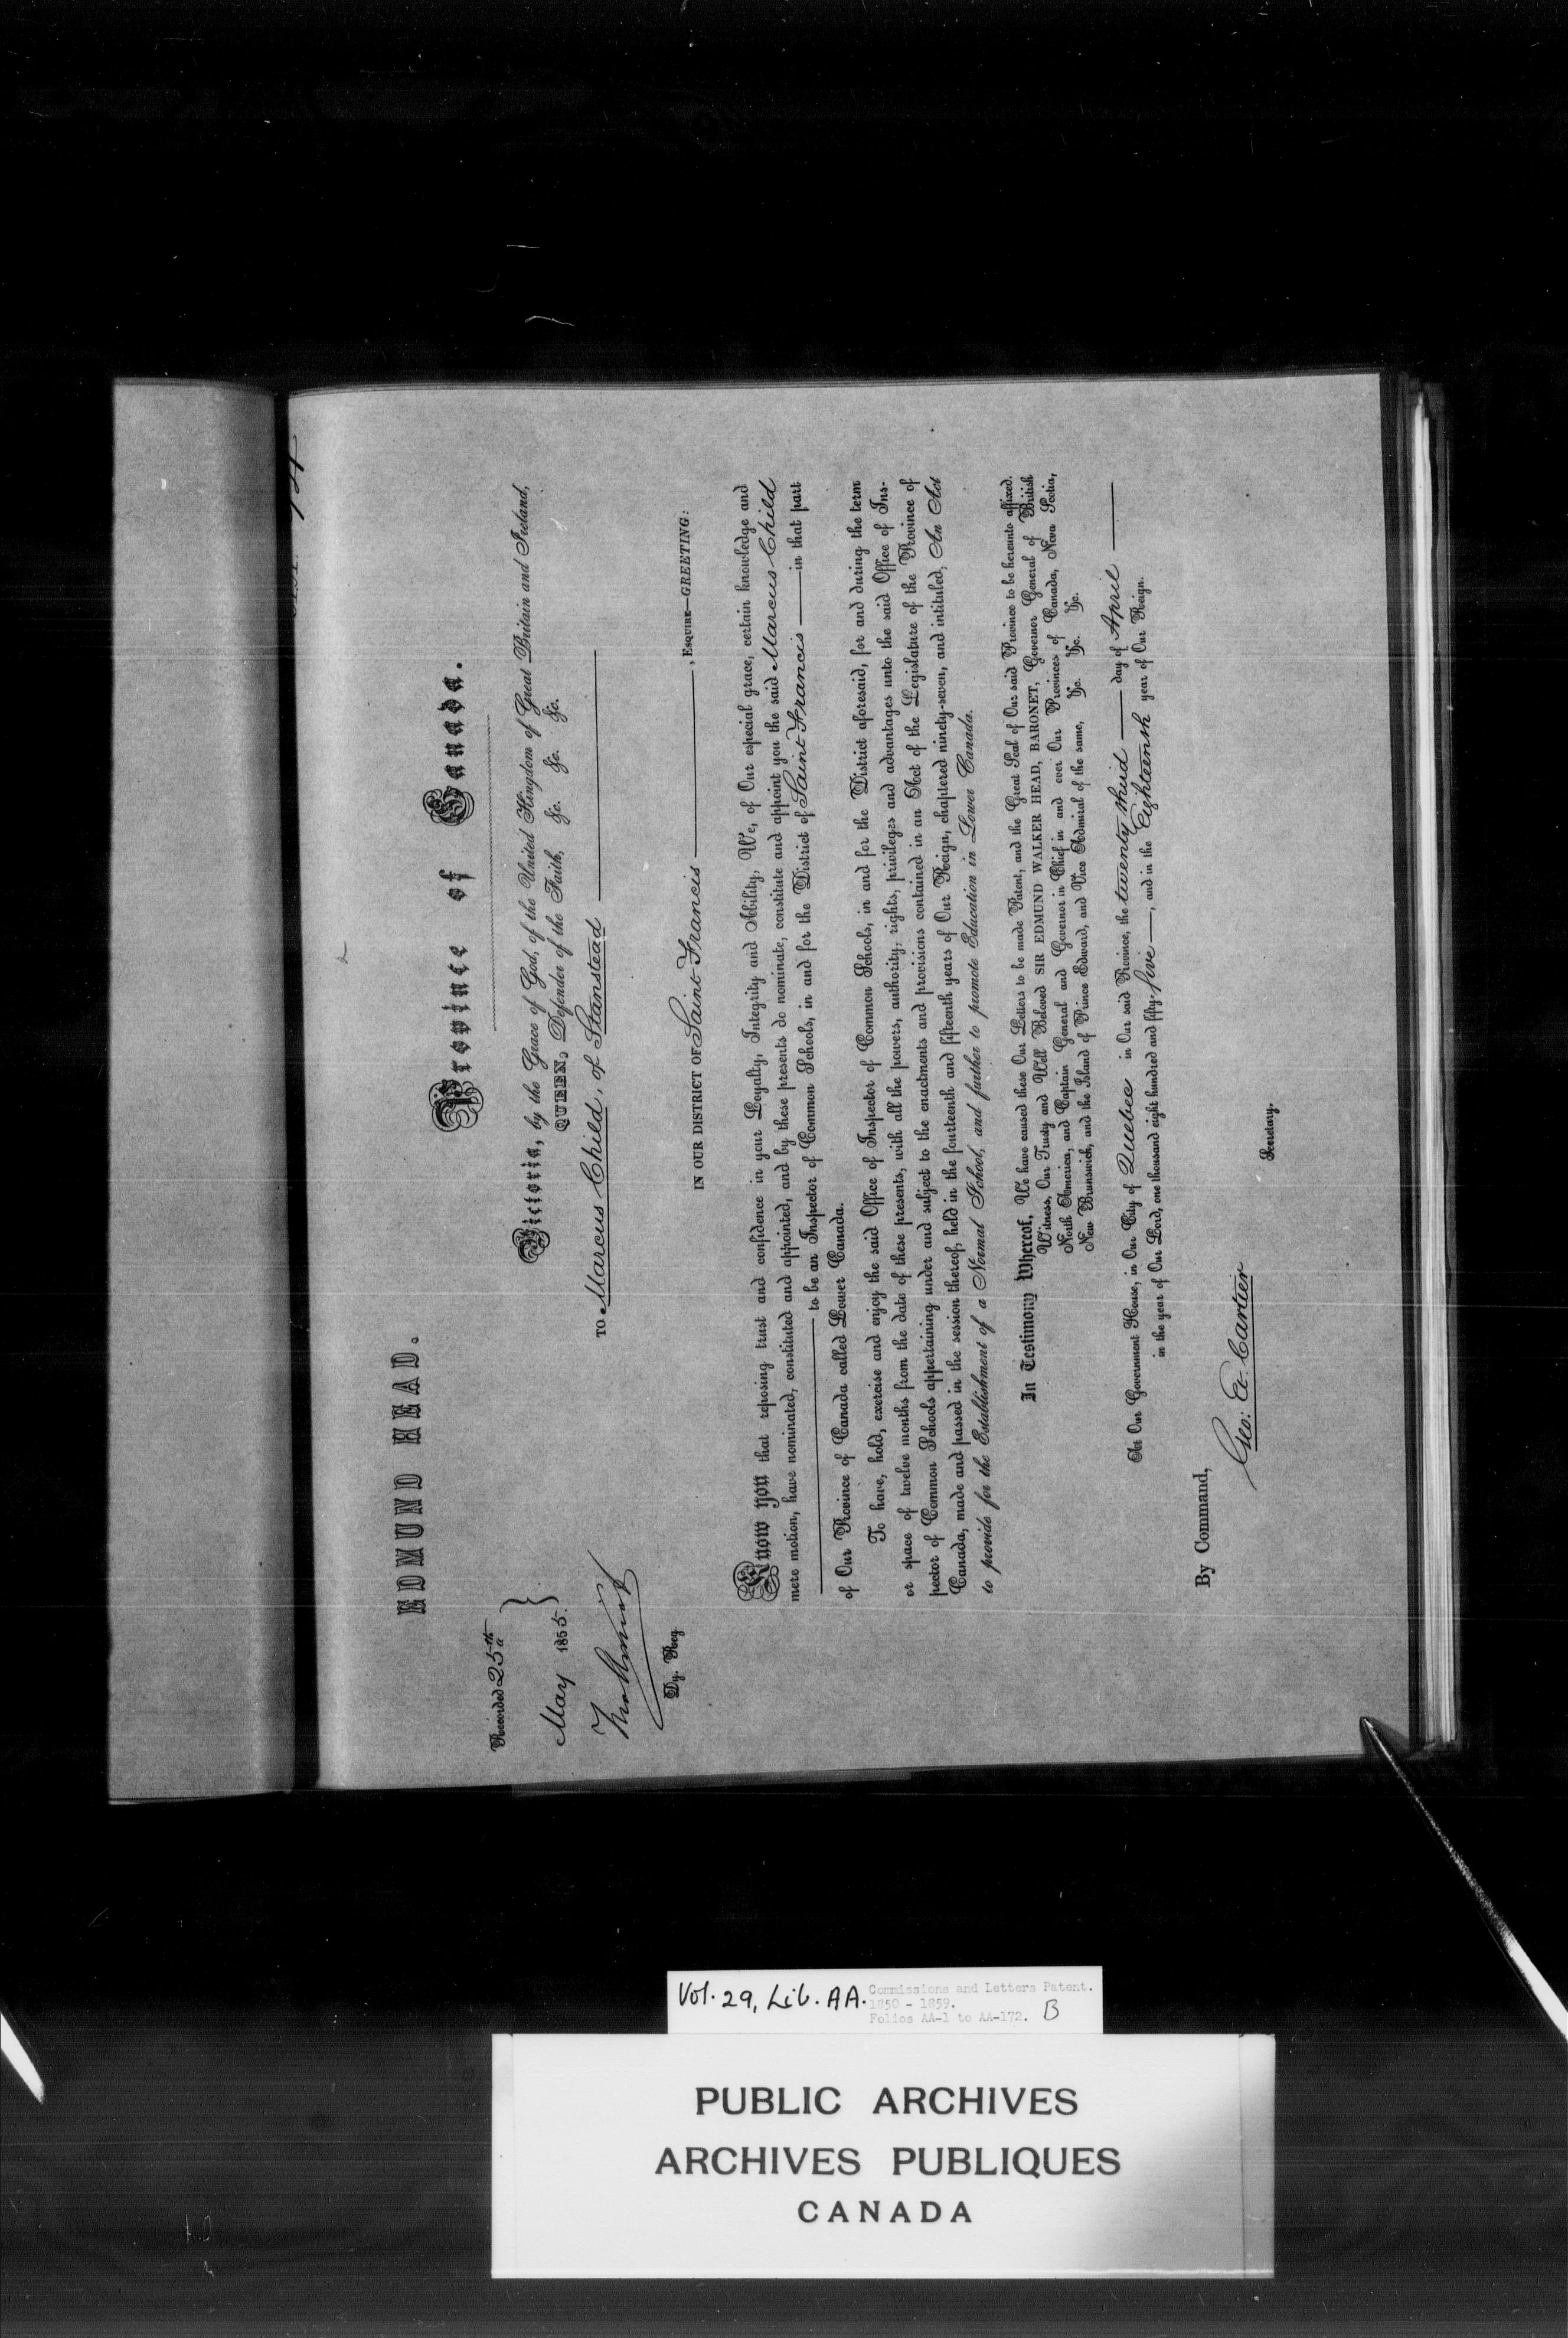 EDMUND HEAD.
Province of Canada.
Recorded 25th
May 1855.
Dy. Reg
Victoria, by the Grace of God, of the United Kingdom of Great Britain and Ireland,
QUEEN, Defender of the Faith, &c. &c. &c.
TO Marcus Child, of Stanstead
IN OUR DISTRICT OF Saint Francis , ESQUIRE—GREETING:
Know you that reposing trust and confidence in your Loyalty, Integrity and Ability, We, of Our especial grace, certain knowledge and
mere motion, have nominated, constituted and appointed, and by these presents do nominate, constitute and appoint you the said Marcus Child
to be an Inspector of Common Schools, in and for the District of Saint Francis in that part
of Our Province of Canada called Lower Canada.
To have, hold, exercise and enjoy the said Office of Inspector of Common Schools, in and for the District aforesaid, for and during the term
or space of twelve months from the date of these presents, with all the powers, authority, rights, privileges and advantages unto the said Office of Ins-
pector of Common Schools appertaining under and subject to the enactments and provisions contained in an Act of the Legislature of the Province of
Canada, made and passed in the session thereof, held in the fourteenth and fifteenth years of Our Reign, chaptered ninety-seven, and intituled, An Act
to provide for the Establishment of a Normal School, and further to promote Education in Lower Canada.
In Testimony Whereof, We have caused these Our Letters to be made Patent, and the Great Seal of Our said Province to be hereunto affixed.
Witness, Our Trusty and Well Beloved SIR EDMUND WALKER HEAD, BARONET, Governor General of British
North America, and Captain General and Governor in Chief in and over Our Provinces of Canada, Nova Scotia,
New Brunswick, and the Island of Prince Edward, and Vice Admiral of the same, &c. &c. &c.
At Our Government House, in Our City of Quebec in Our said Province, the twenty third day of April
in the year of Our Lord, one thousand eight hundred and fifty-five , and in the Eighteenth year of Our Reign.
By Command,
Geo: Et. Cartier
Secretary.
Vol. 29, Lib. AA. Commissions and Letters Patent.
1850 - 1859.
Folios AA-1 to AA-172. B
PUBLIC ARCHIVES
ARCHIVES PUBLIQUES
CANADA